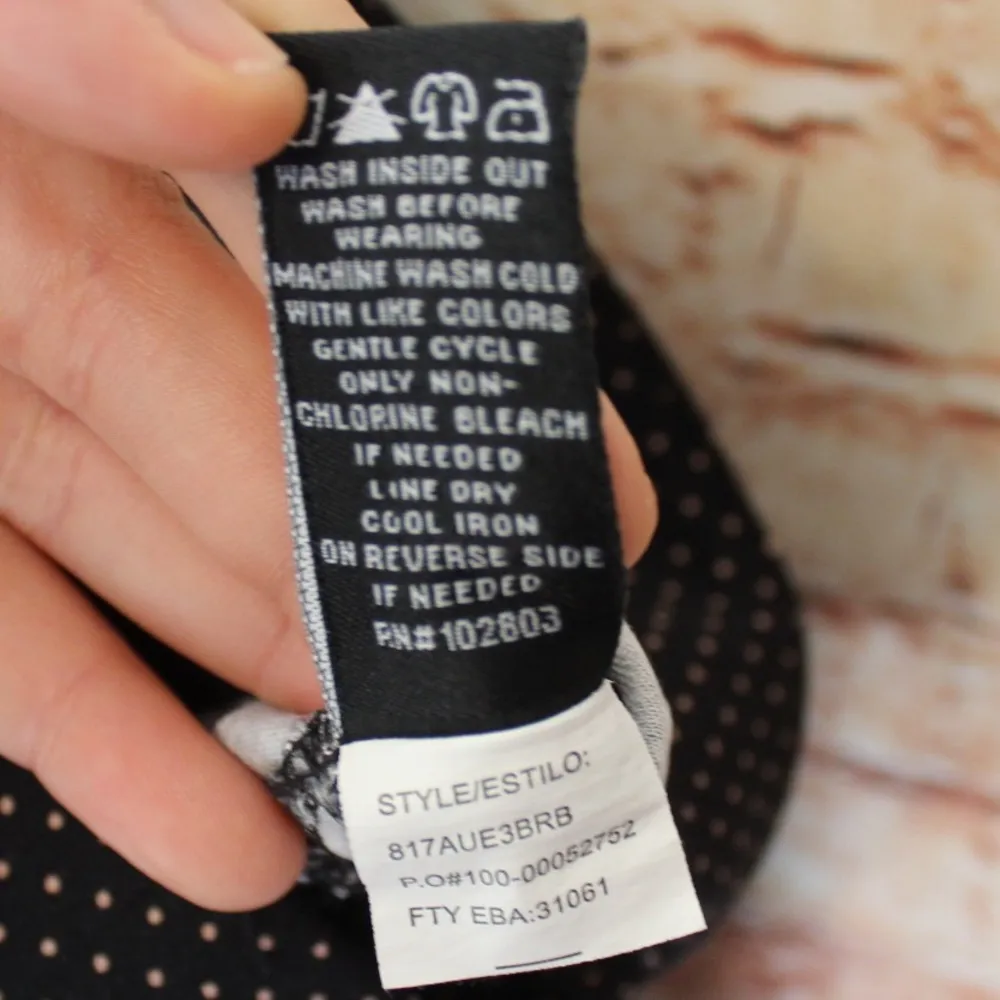 WASH INSIDE OUT
WASH BEFORE
WEARING
MACHINE WASH COLD
WITH LIKE COLORS
GENTLE CYCLE
ONLY NON-
CHLORINE BLEACH
IF NEEDED
LINE DRY
COOL IRON
ON REVERSE SIDE
IF NEEDED
RN#102803
STYLE/ESTILO:
817AUE3BRB
P.O#100-00052752
FTY EBA:31061